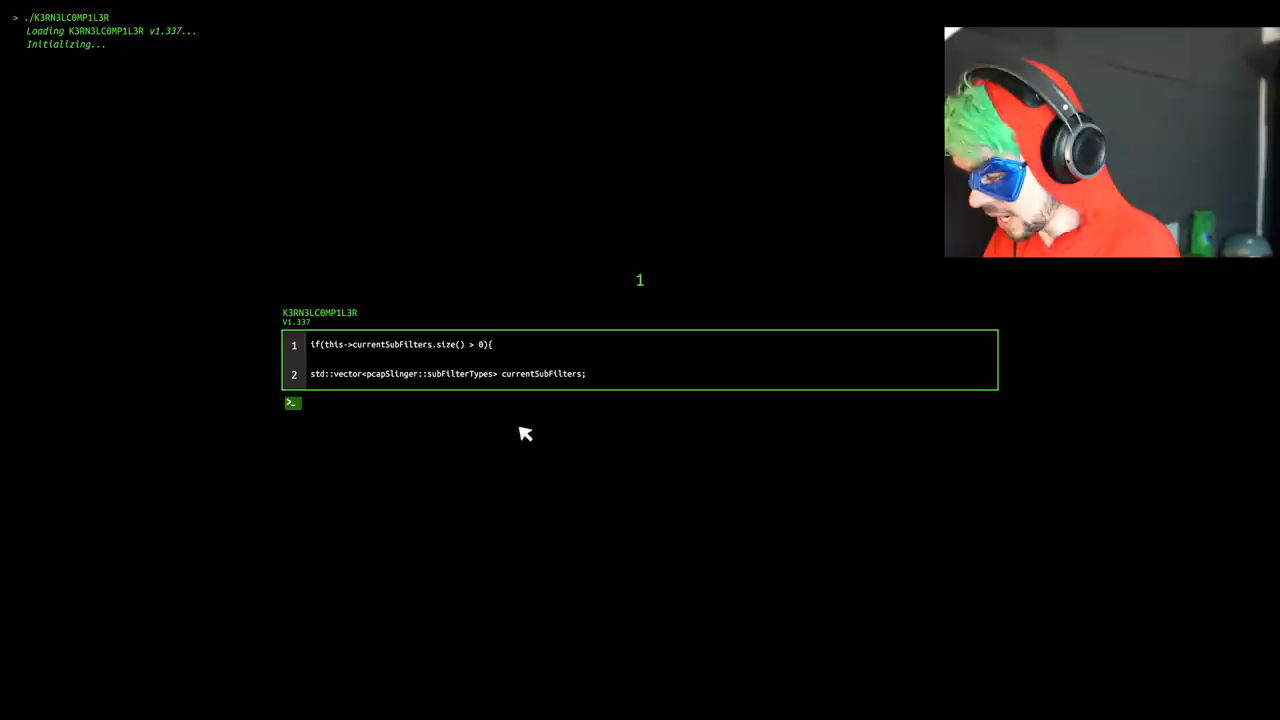 > ./K3RN3LC0MP1L3R
Loading K3RN3LC0MP1L3R v1.337...
Initializing...
1
K3RN3LC0MP1L3R
V1.337
1 if(this->currentSubFilters.size() > 0){
2 std::vector<pcapSlinger::subFilterTypes> currentSubFilters;
>_